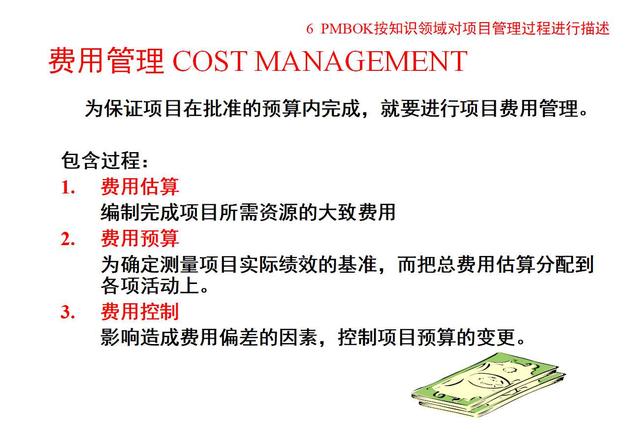 6 PMBOK按知识领域对项目管理过程进行描述
费用管理 COST MANAGEMENT
为保证项目在批准的预算内完成，就要进行项目费用管理。
包含过程：
1. 费用估算
编制完成项目所需资源的大致费用
2. 费用预算
为确定测量项目实际绩效的基准，而把总费用估算分配到
各项活动上。
3. 费用控制
影响造成费用偏差的因素，控制项目预算的变更。